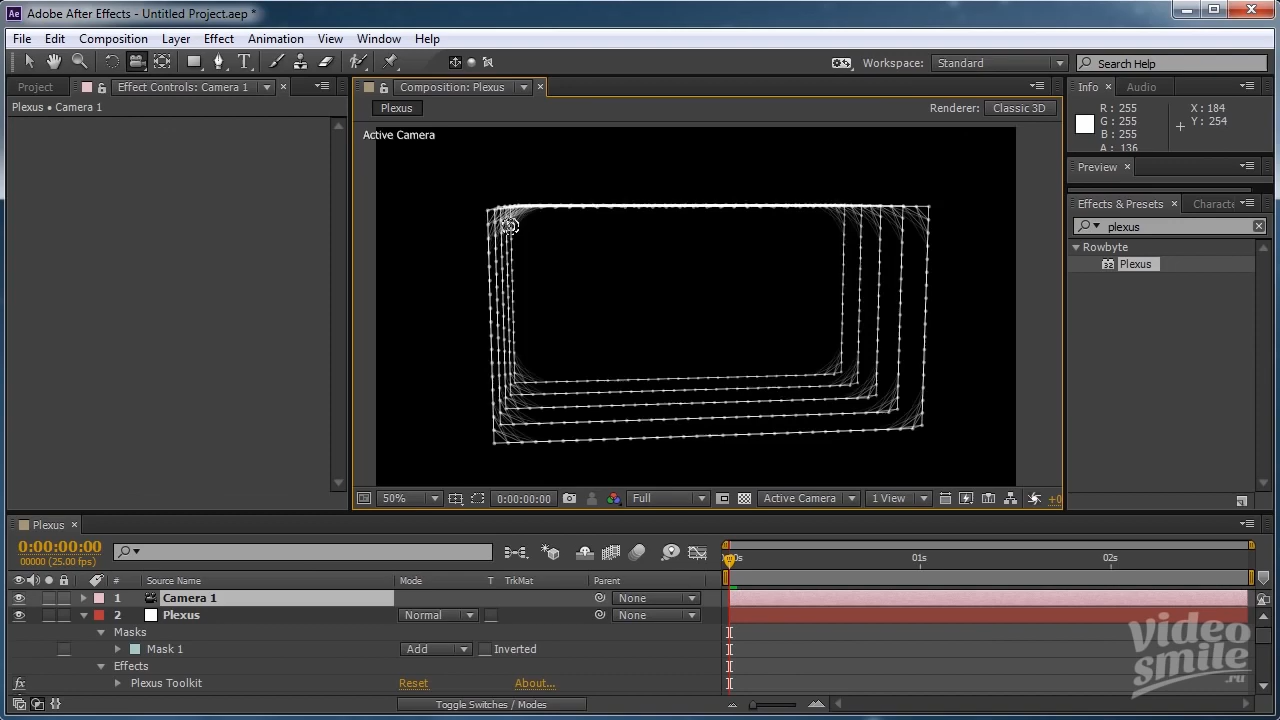 Ae Adobe After Effects - Untitled Project.aep *
File Edit Composition Layer Effect Animation View Window Help
Workspace: Standard Search Help
Project Effect Controls: Camera 1 Composition: Plexus Info Audio
Plexus • Camera 1 Plexus Renderer: Classic 3D
R : 255 X : 184
G : 255 Y : 254
B : 255
A : 136
Active Camera
Preview
Effects & Presets Characte
plexus
Rowbyte
32 Plexus
50% 0:00:00:00 Full Active Camera 1 View +0
Plexus
0:00:00:00
00000 (25.00 fps)
01s 02s
# Source Name Mode T TrkMat Parent
1 Camera 1 None
2 Plexus Normal None
Masks
Mask 1 Add Inverted
Effects
fx Plexus Toolkit Reset About...
Toggle Switches / Modes
video
smile
.ru